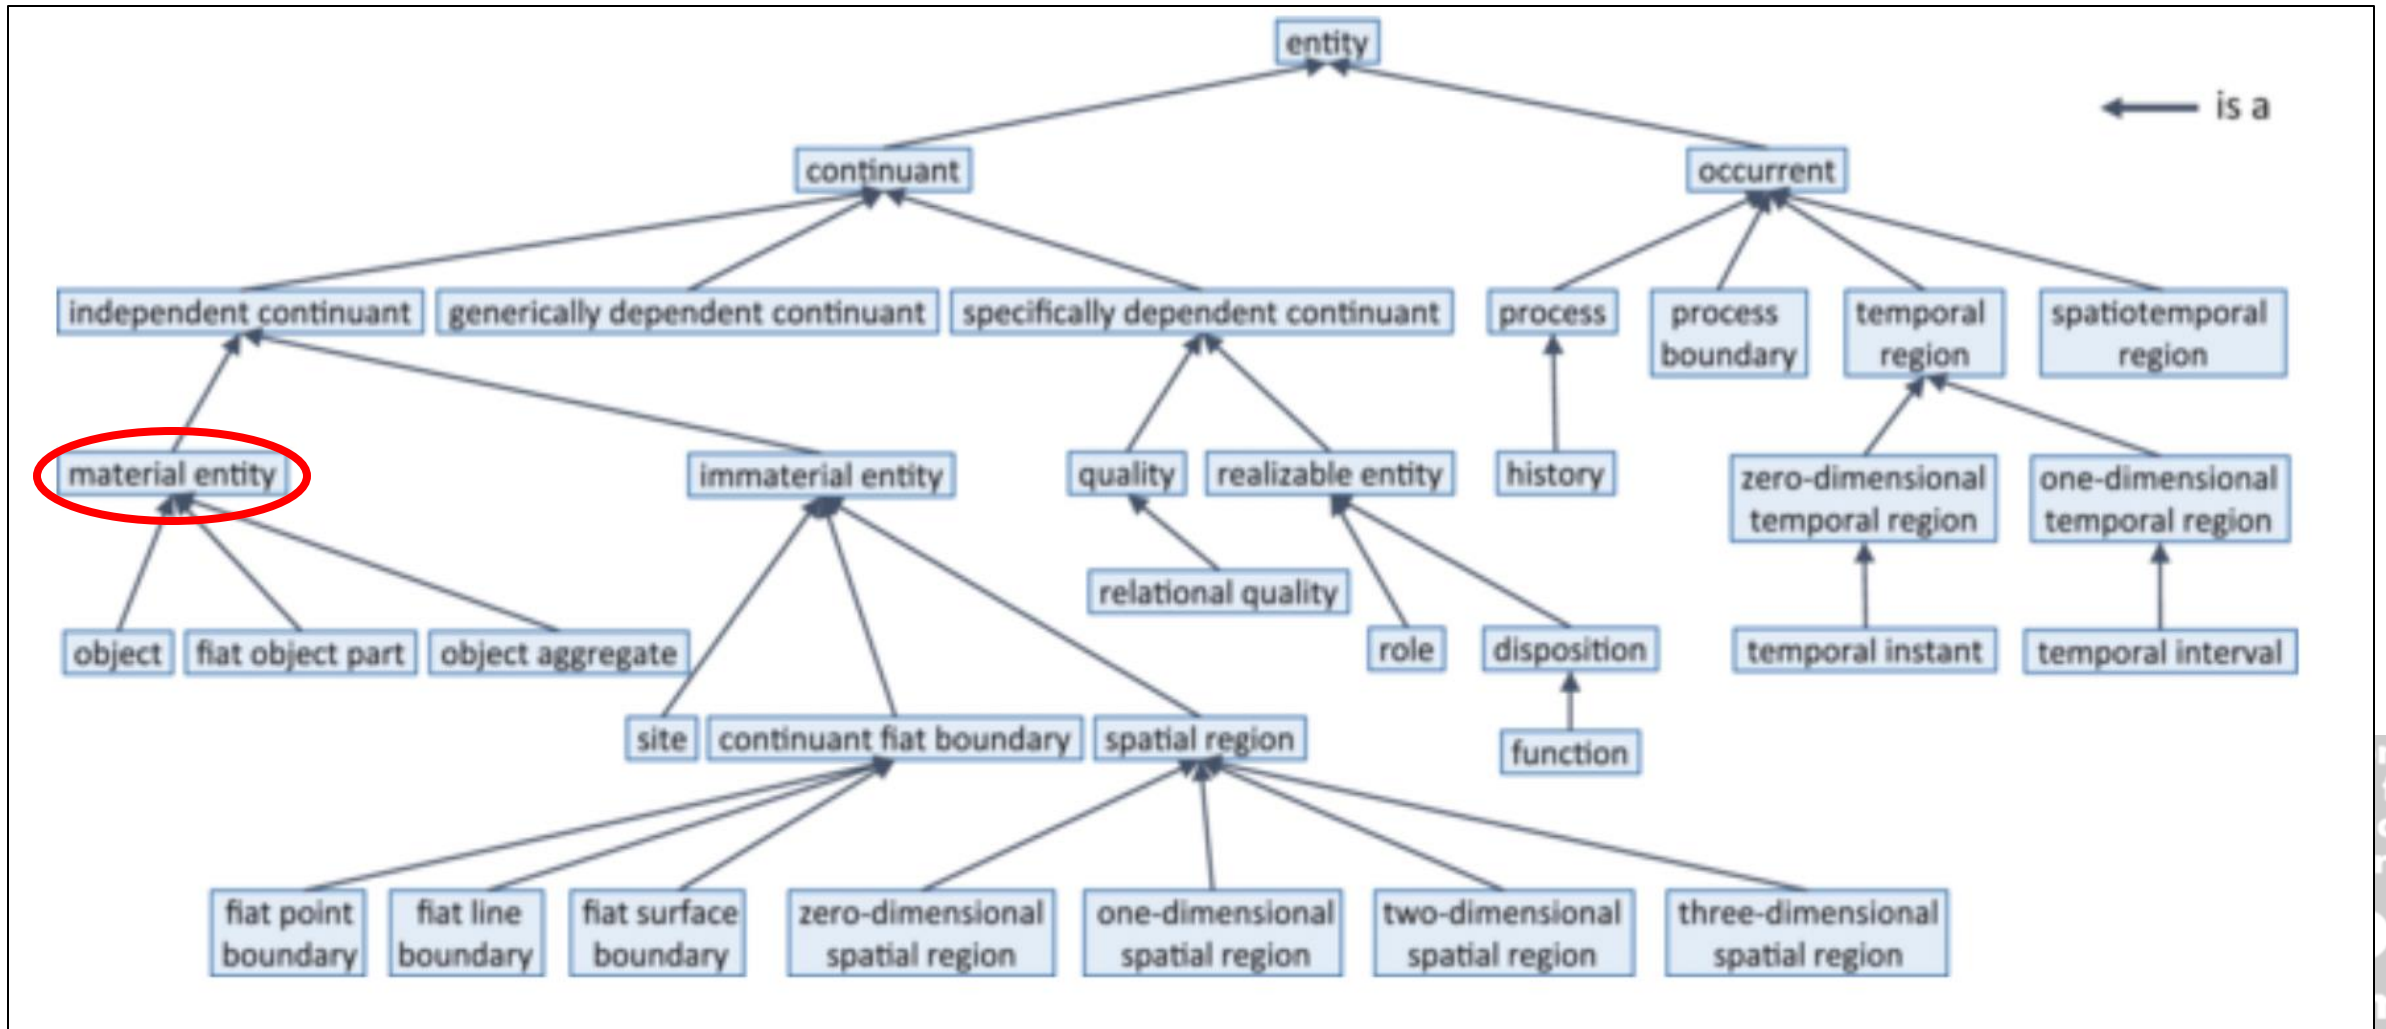 entity
is a
continuant
occurrent
independent continuant
generically dependent continuant
specifically dependent continuant
process
process
boundary
temporal
region
spatiotemporal
region
material entity
immaterial entity
quality
realizable entity
history
zero-dimensional
temporal region
one-dimensional
temporal region
relational quality
object
fiat object part
object aggregate
role
disposition
temporal instant
temporal interval
site
continuant fiat boundary
spatial region
function
fiat point
boundary
fiat line
boundary
fiat surface
boundary
zero-dimensional
spatial region
one-dimensional
spatial region
two-dimensional
spatial region
three-dimensional
spatial region